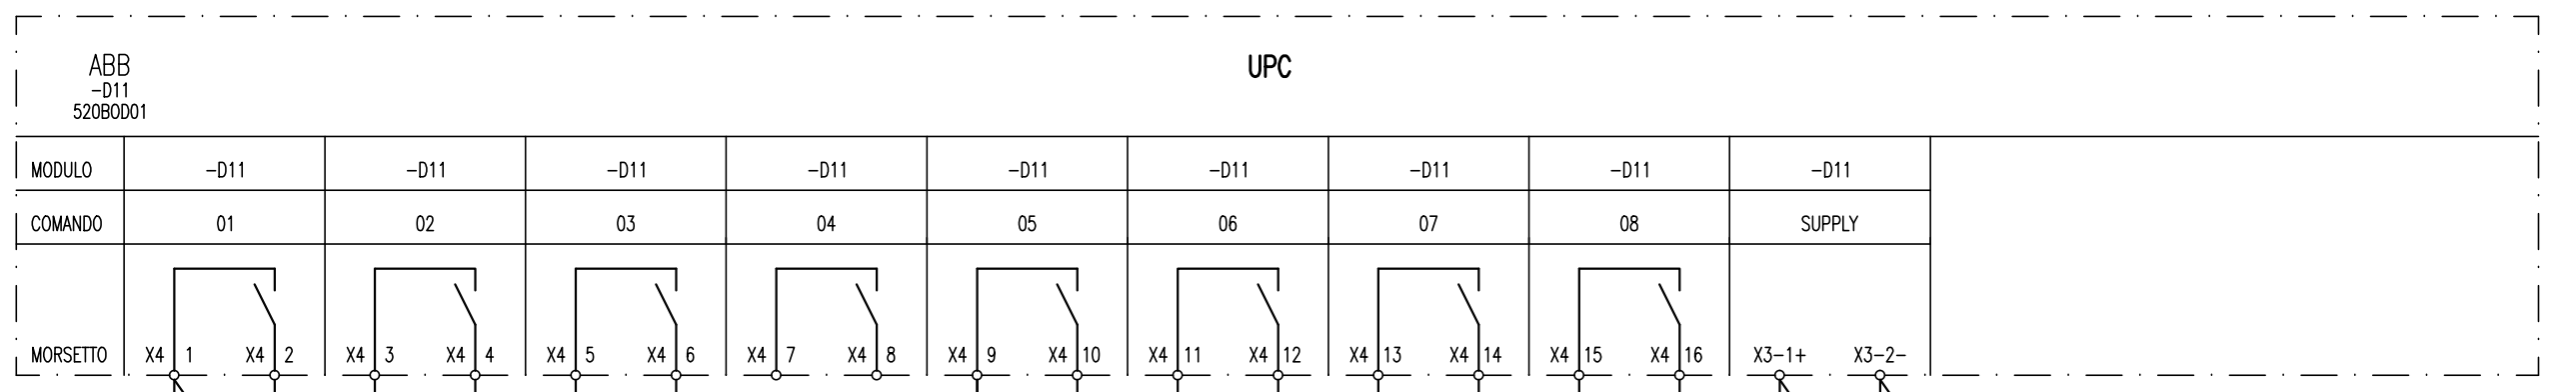 ABB
-D11
520BOD01
UPC
MODULO -D11 -D11 -D11 -D11 -D11 -D11 -D11 -D11 -D11
COMANDO 01 02 03 04 05 06 07 08 SUPPLY
MORSETTO X4 1 X4 2 X4 3 X4 4 X4 5 X4 6 X4 7 X4 8 X4 9 X4 10 X4 11 X4 12 X4 13 X4 14 X4 15 X4 16 X3-1+ X3-2-